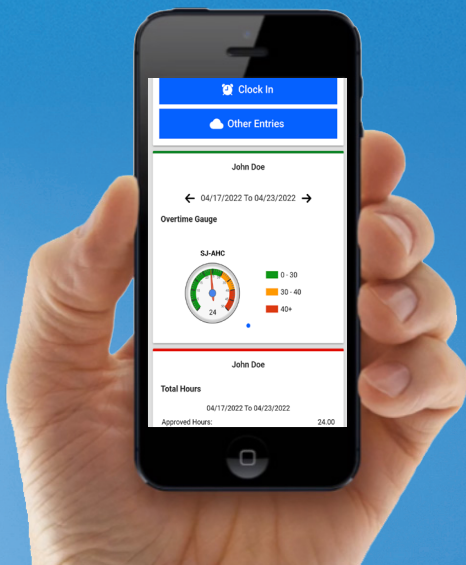 Clock In
Other Entries
John Doe
04/17/2022 To 04/23/2022
Overtime Gauge
SJ-AHC
0 - 30
30 - 40
40+
24
John Doe
Total Hours
04/17/2022 To 04/23/2022
Approved Hours: 24.00